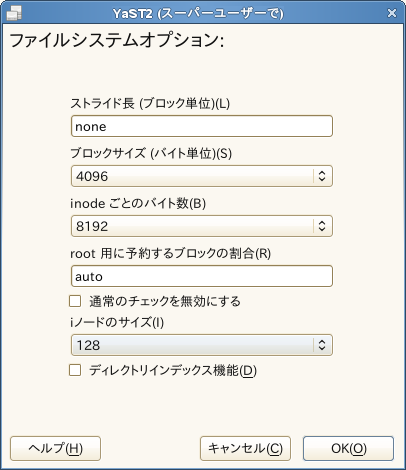 YaST2 (スーパーユーザーで)
ファイルシステムオプション:
ストライド長 (ブロック単位)(L)
none
ブロックサイズ (バイト単位)(S)
4096
inode ごとのバイト数(B)
8192
root 用に予約するブロックの割合(R)
auto
通常のチェックを無効にする
iノードのサイズ(I)
128
ディレクトリインデックス機能(D)
ヘルプ(H) キャンセル(C) OK(O)